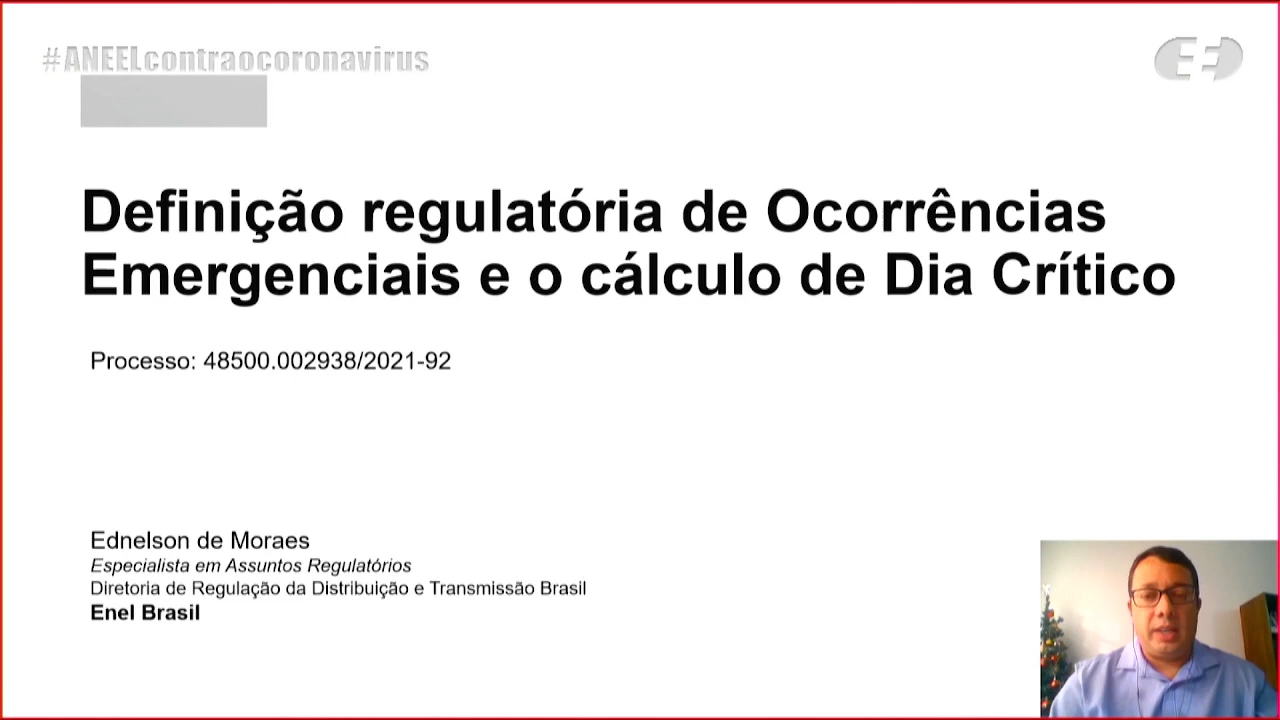 #ANEELcontraocoronavirus
Definição regulatória de Ocorrências
Emergenciais e o cálculo de Dia Crítico
Processo: 48500.002938/2021-92
Ednelson de Moraes
Especialista em Assuntos Regulatórios
Diretoria de Regulação da Distribuição e Transmissão Brasil
Enel Brasil